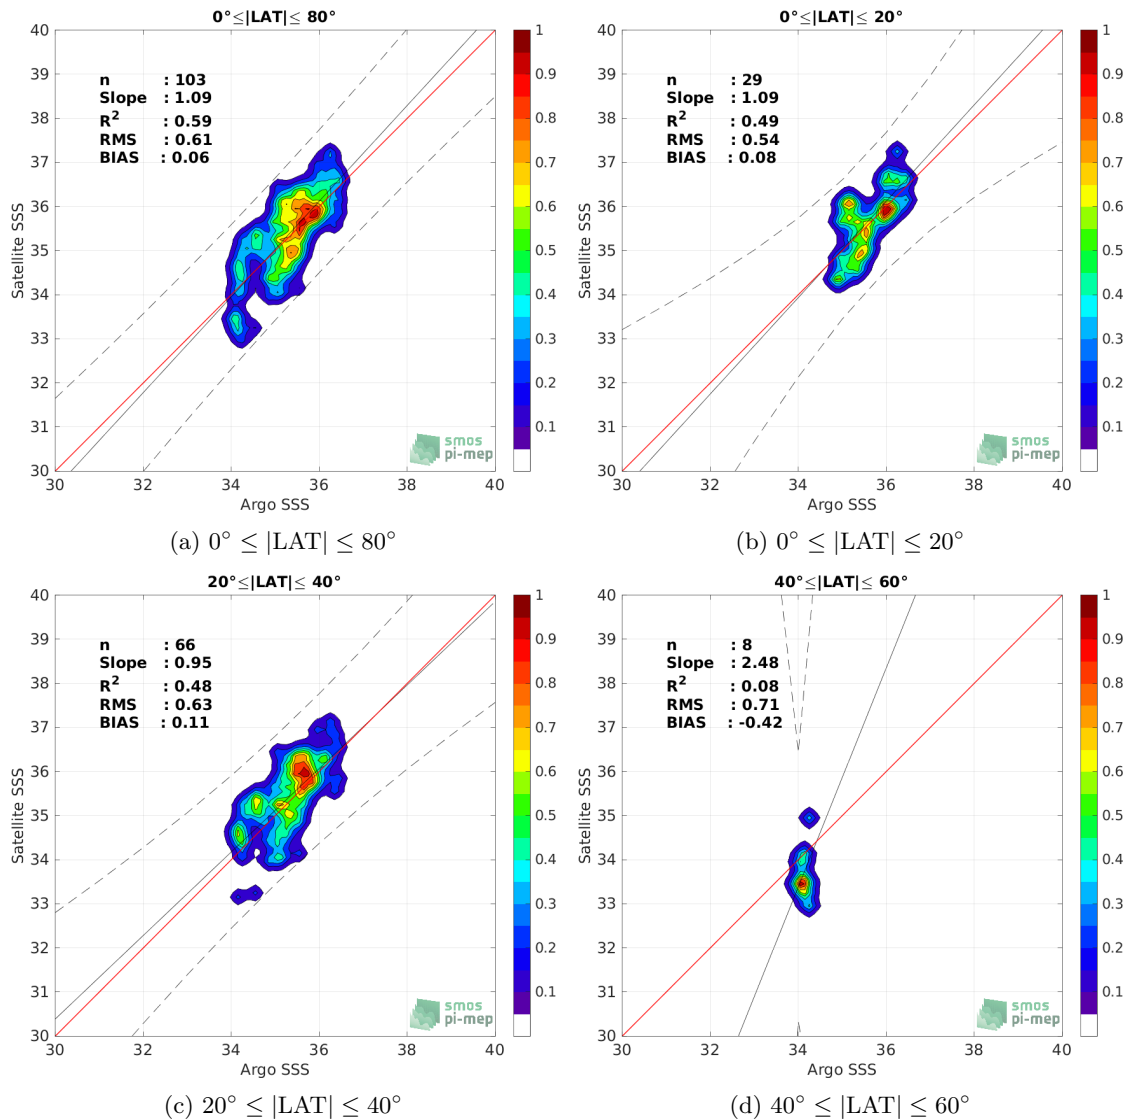 0°≤|LAT|≤ 80°
40
39
38
37
36
35
34
33
32
31
30
Satellite SSS
n : 103
Slope : 1.09
R² : 0.59
RMS : 0.61
BIAS : 0.06
smos
pi-mep
30 32 34 36 38 40
Argo SSS
1
0.9
0.8
0.7
0.6
0.5
0.4
0.3
0.2
0.1
(a) 0° ≤ |LAT| ≤ 80°
0°≤|LAT|≤ 20°
40
39
38
37
36
35
34
33
32
31
30
Satellite SSS
n : 29
Slope : 1.09
R² : 0.49
RMS : 0.54
BIAS : 0.08
smos
pi-mep
30 32 34 36 38 40
Argo SSS
1
0.9
0.8
0.7
0.6
0.5
0.4
0.3
0.2
0.1
(b) 0° ≤ |LAT| ≤ 20°
20°≤|LAT|≤ 40°
40
39
38
37
36
35
34
33
32
31
30
Satellite SSS
n : 66
Slope : 0.95
R² : 0.48
RMS : 0.63
BIAS : 0.11
smos
pi-mep
30 32 34 36 38 40
Argo SSS
1
0.9
0.8
0.7
0.6
0.5
0.4
0.3
0.2
0.1
(c) 20° ≤ |LAT| ≤ 40°
40°≤|LAT|≤ 60°
40
39
38
37
36
35
34
33
32
31
30
Satellite SSS
n : 8
Slope : 2.48
R² : 0.08
RMS : 0.71
BIAS : -0.42
smos
pi-mep
30 32 34 36 38 40
Argo SSS
1
0.9
0.8
0.7
0.6
0.5
0.4
0.3
0.2
0.1
(d) 40° ≤ |LAT| ≤ 60°